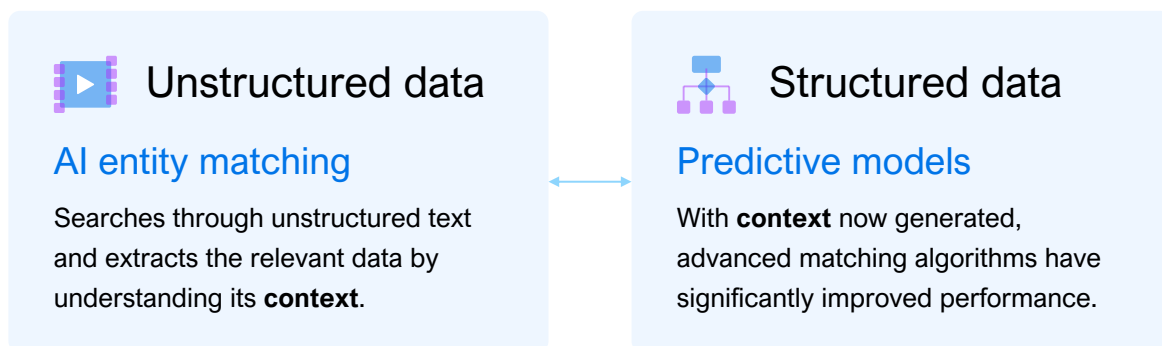 Unstructured data
AI entity matching
Searches through unstructured text
and extracts the relevant data by
understanding its context.
Structured data
Predictive models
With context now generated,
advanced matching algorithms have
significantly improved performance.